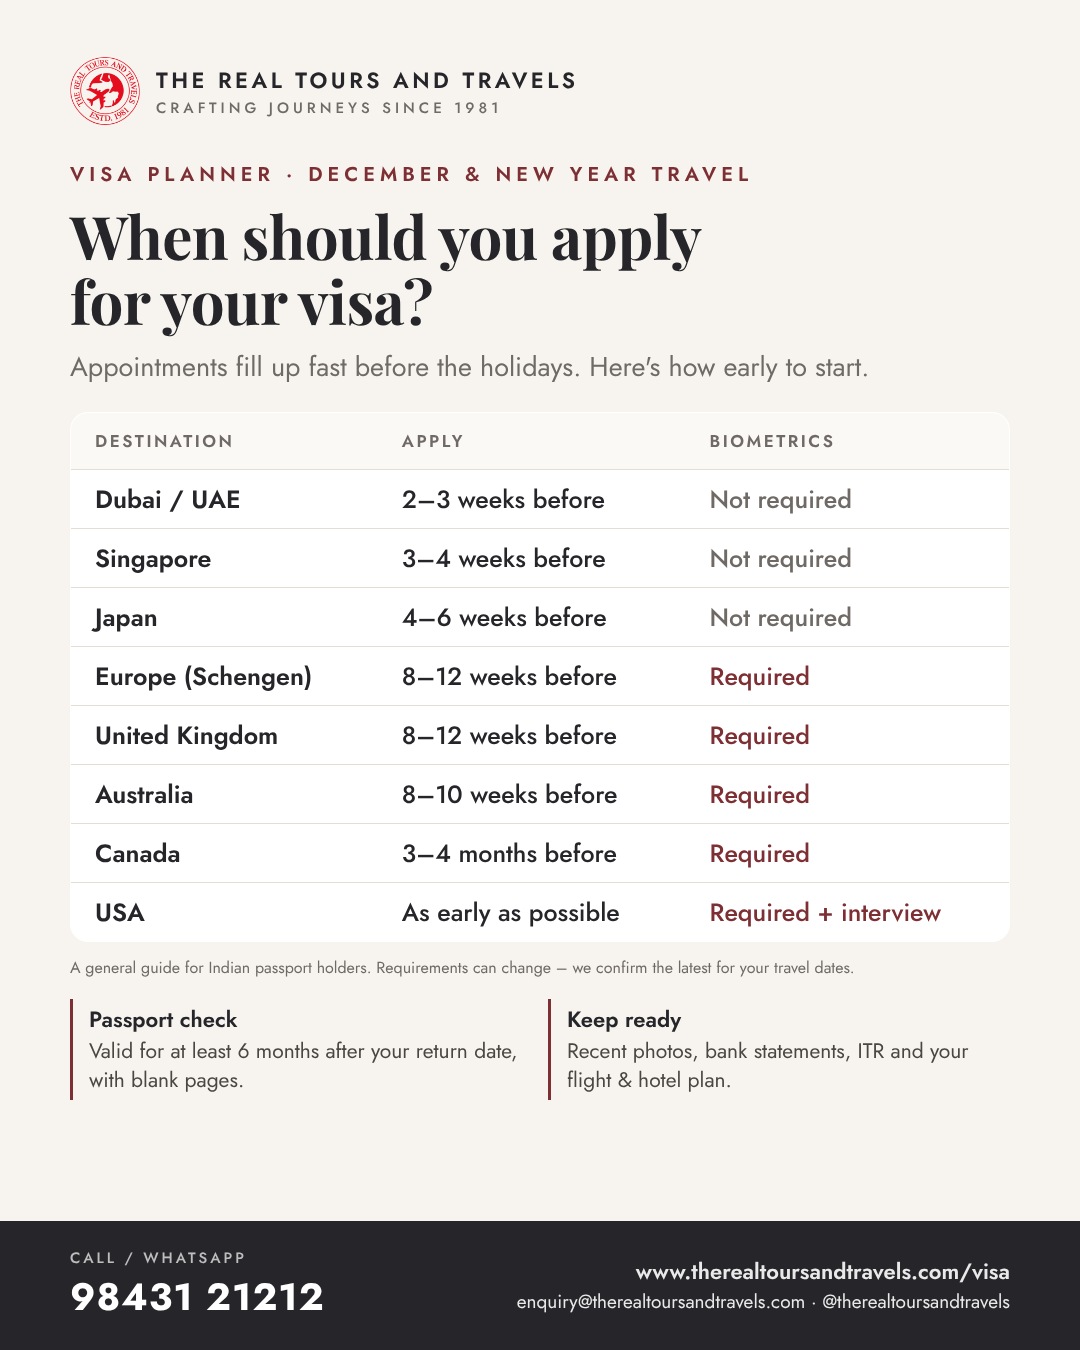 THE REAL TOURS AND TRAVELS
ESTD. 1981
THE REAL TOURS AND TRAVELS
CRAFTING JOURNEYS SINCE 1981
VISA PLANNER · DECEMBER & NEW YEAR TRAVEL
When should you apply
for your visa?
Appointments fill up fast before the holidays. Here's how early to start.
DESTINATION APPLY BIOMETRICS
Dubai / UAE 2–3 weeks before Not required
Singapore 3–4 weeks before Not required
Japan 4–6 weeks before Not required
Europe (Schengen) 8–12 weeks before Required
United Kingdom 8–12 weeks before Required
Australia 8–10 weeks before Required
Canada 3–4 months before Required
USA As early as possible Required + interview
A general guide for Indian passport holders. Requirements can change – we confirm the latest for your travel dates.
Passport check
Valid for at least 6 months after your return date,
with blank pages.
Keep ready
Recent photos, bank statements, ITR and your
flight & hotel plan.
CALL / WHATSAPP
98431 21212
www.therealtoursandtravels.com/visa
enquiry@therealtoursandtravels.com · @therealtoursandtravels